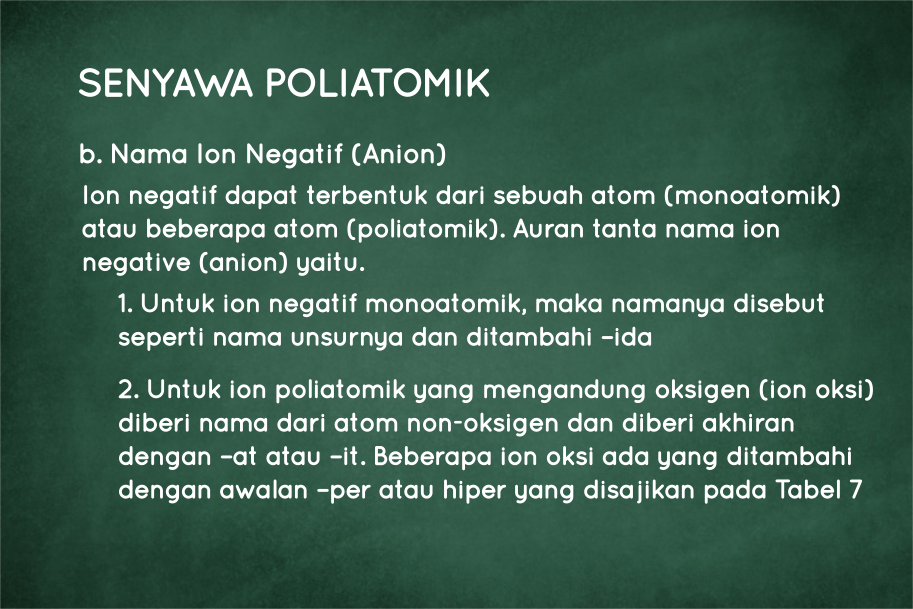 SENYAWA POLIATOMIK
b. Nama Ion Negatif (Anion)
Ion negatif dapat terbentuk dari sebuah atom (monoatomik)
atau beberapa atom (poliatomik). Auran tanta nama ion
negative (anion) yaitu.
1. Untuk ion negatif monoatomik, maka namanya disebut
seperti nama unsurnya dan ditambahi –ida
2. Untuk ion poliatomik yang mengandung oksigen (ion oksi)
diberi nama dari atom non-oksigen dan diberi akhiran
dengan –at atau –it. Beberapa ion oksi ada yang ditambahi
dengan awalan –per atau hiper yang disajikan pada Tabel 7